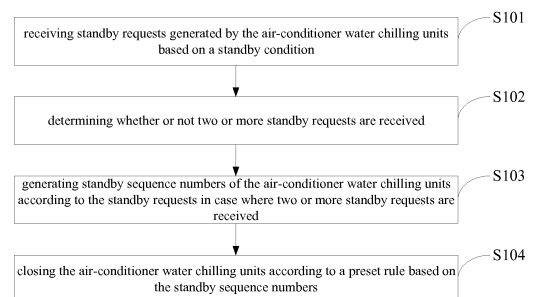 receiving standby requests generated by the air-conditioner water chilling units
based on a standby condition
S101
determining whether or not two or more standby requests are received
S102
generating standby sequence numbers of the air-conditioner water chilling units
according to the standby requests in case where two or more standby requests are
received
S103
closing the air-conditioner water chilling units according to a preset rule based on
the standby sequence numbers
S104